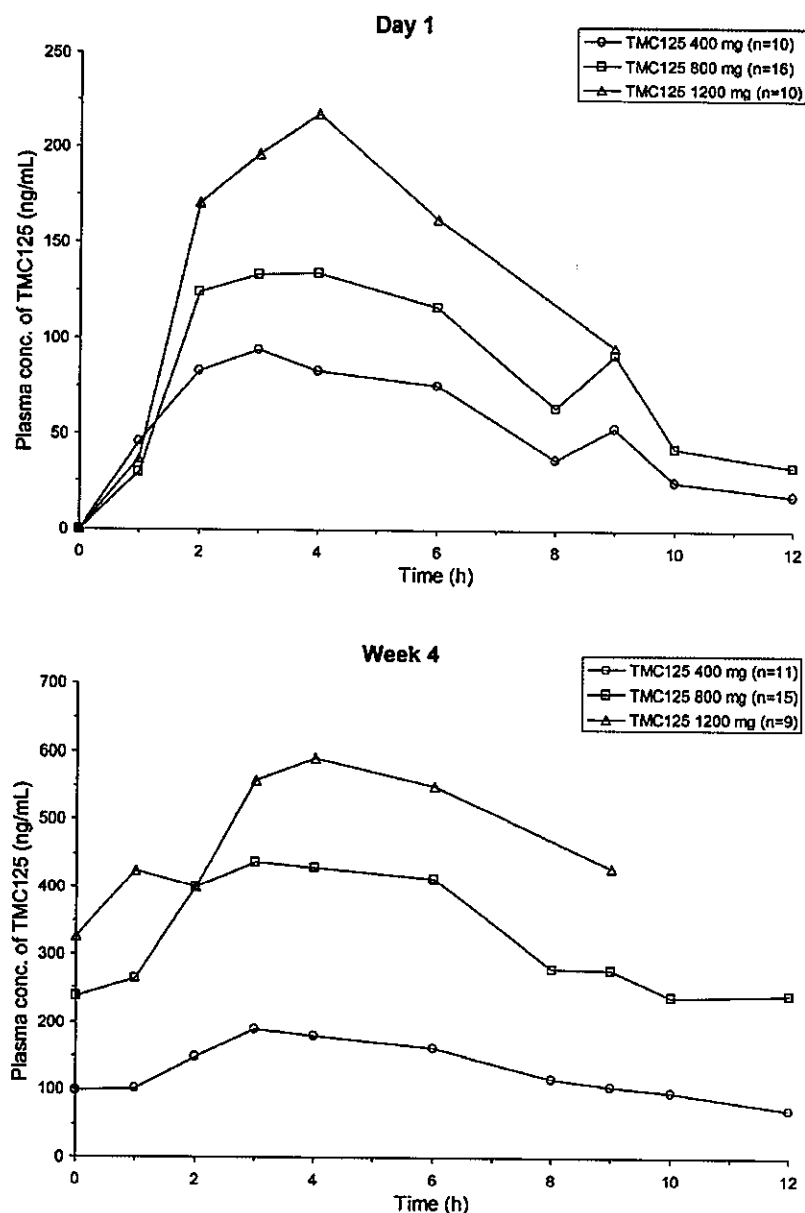 Day 1
TMC125 400 mg (n=10)
TMC125 800 mg (n=16)
TMC125 1200 mg (n=10)
Plasma conc. of TMC125 (ng/mL)
250
200
150
100
50
0
0 2 4 6 8 10 12
Time (h)
Week 4
TMC125 400 mg (n=11)
TMC125 800 mg (n=15)
TMC125 1200 mg (n=9)
Plasma conc. of TMC125 (ng/mL)
700
600
500
400
300
200
100
0
0 2 4 6 8 10 12
Time (h)